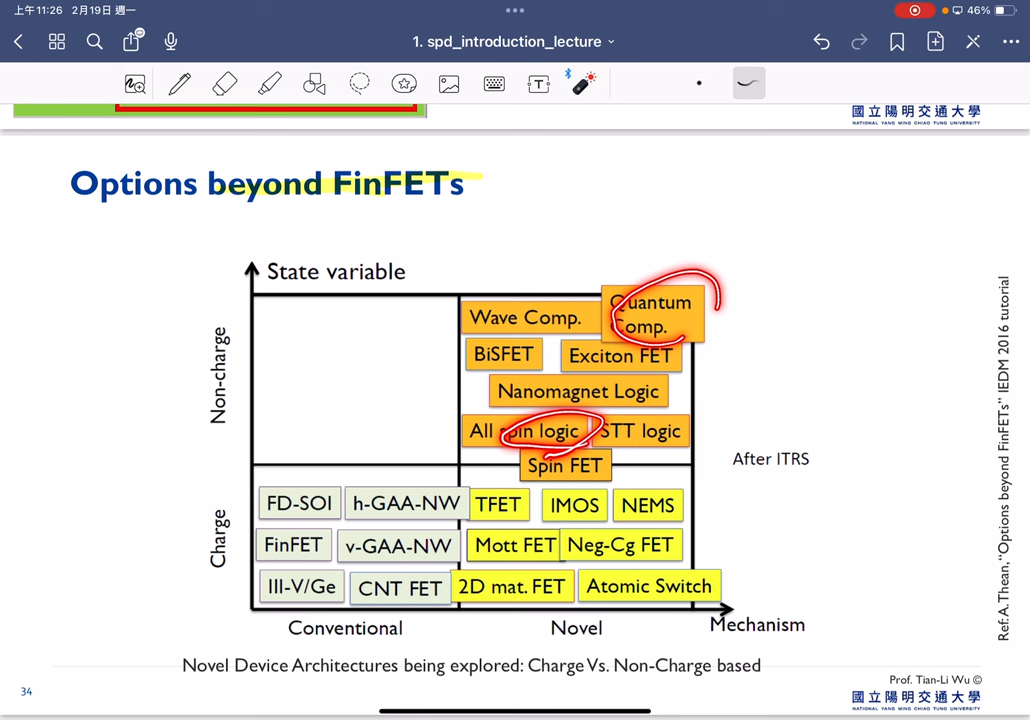 上午11:26 2月19日 週一
46%
1. spd_introduction_lecture
國立陽明交通大學
NATIONAL YANG MING CHIAO TUNG UNIVERSITY
Options beyond FinFETs
State variable
Non-charge
Wave Comp.
Quantum
Comp.
BiSFET
Exciton FET
Nanomagnet Logic
All spin logic
STT logic
Spin FET
After ITRS
Charge
FD-SOI
h-GAA-NW
TFET
IMOS
NEMS
FinFET
v-GAA-NW
Mott FET
Neg-Cg FET
III-V/Ge
CNT FET
2D mat. FET
Atomic Switch
Conventional
Novel
Mechanism
Novel Device Architectures being explored: Charge Vs. Non-Charge based
Ref: A. Thean, "Options beyond FinFETs" IEDM 2016 tutorial
34
Prof. Tian-Li Wu ©
國立陽明交通大學
NATIONAL YANG MING CHIAO TUNG UNIVERSITY